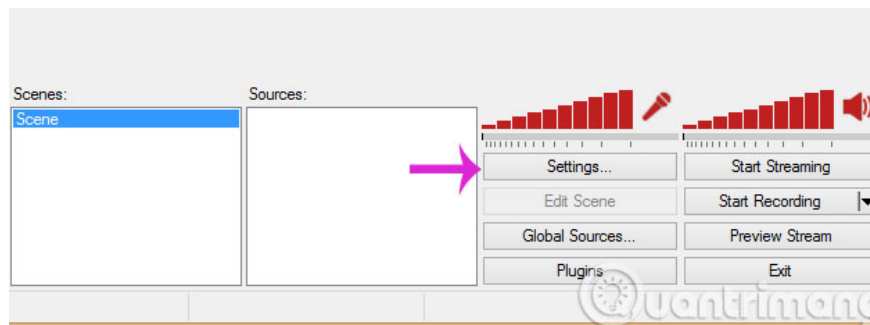 Scenes: Sources:
Scene
Settings... Start Streaming
Edit Scene Start Recording
Global Sources... Preview Stream
Plugins Exit
Quantrimang